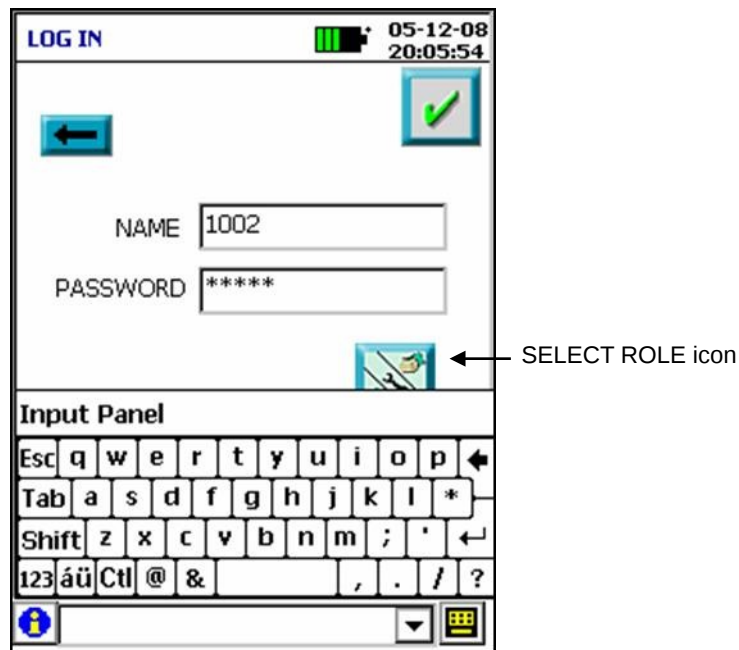 LOG IN
05-12-08
20:05:54
NAME 1002
PASSWORD *****
SELECT ROLE icon
Input Panel
Esc q w e r t y u i o p
Tab a s d f g h j k l *
Shift z x c v b n m ; '
123 áü Ctl @ & , . / ?